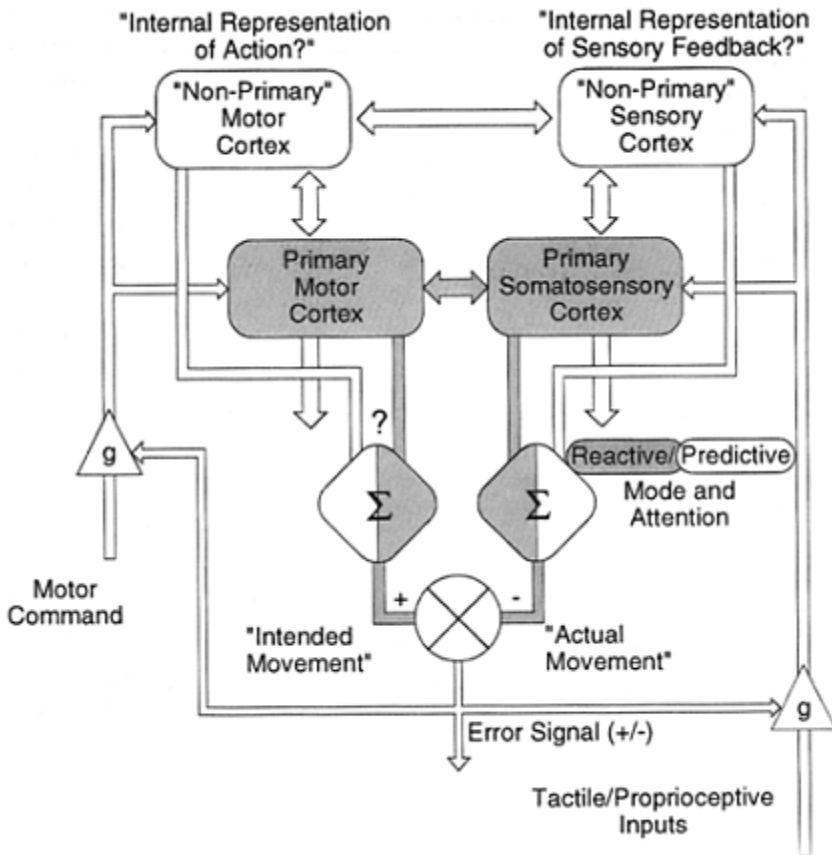 "Internal Representation
of Action?"
"Internal Representation
of Sensory Feedback?"
"Non-Primary"
Motor
Cortex
"Non-Primary"
Sensory
Cortex
Primary
Motor
Cortex
Primary
Somatosensory
Cortex
?
g
Σ
Σ
Reactive/Predictive
Mode and
Attention
Motor
Command
+
-
"Intended
Movement"
"Actual
Movement"
g
Error Signal (+/-)
Tactile/Proprioceptive
Inputs